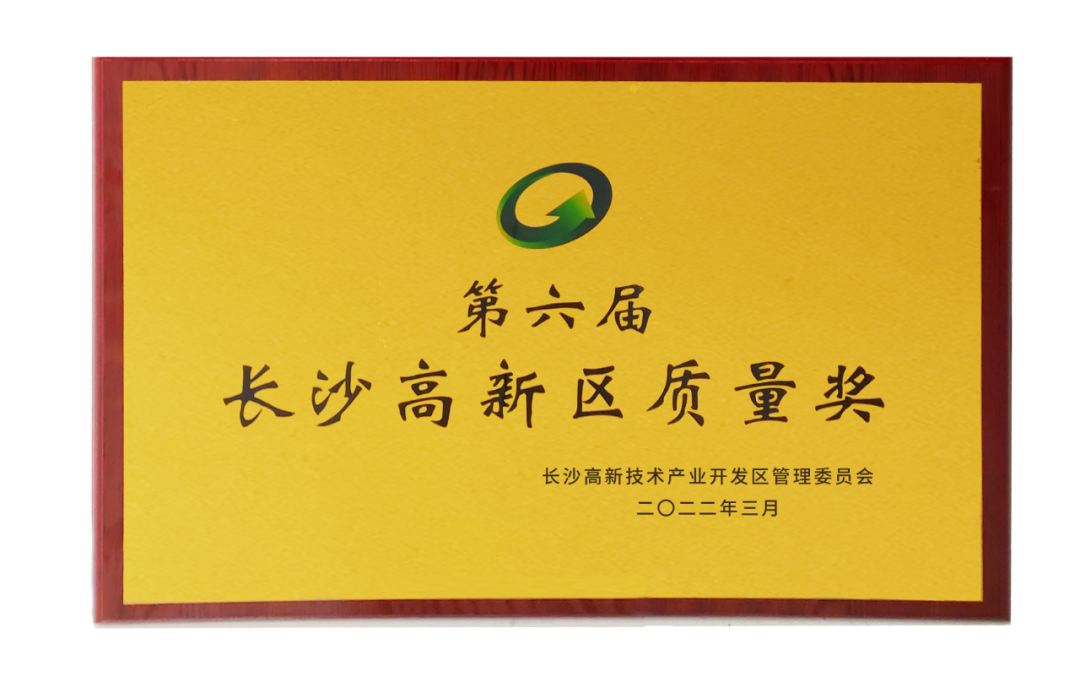 第六届
长沙高新区质量奖
长沙高新技术产业开发区管理委员会
二〇二二年三月